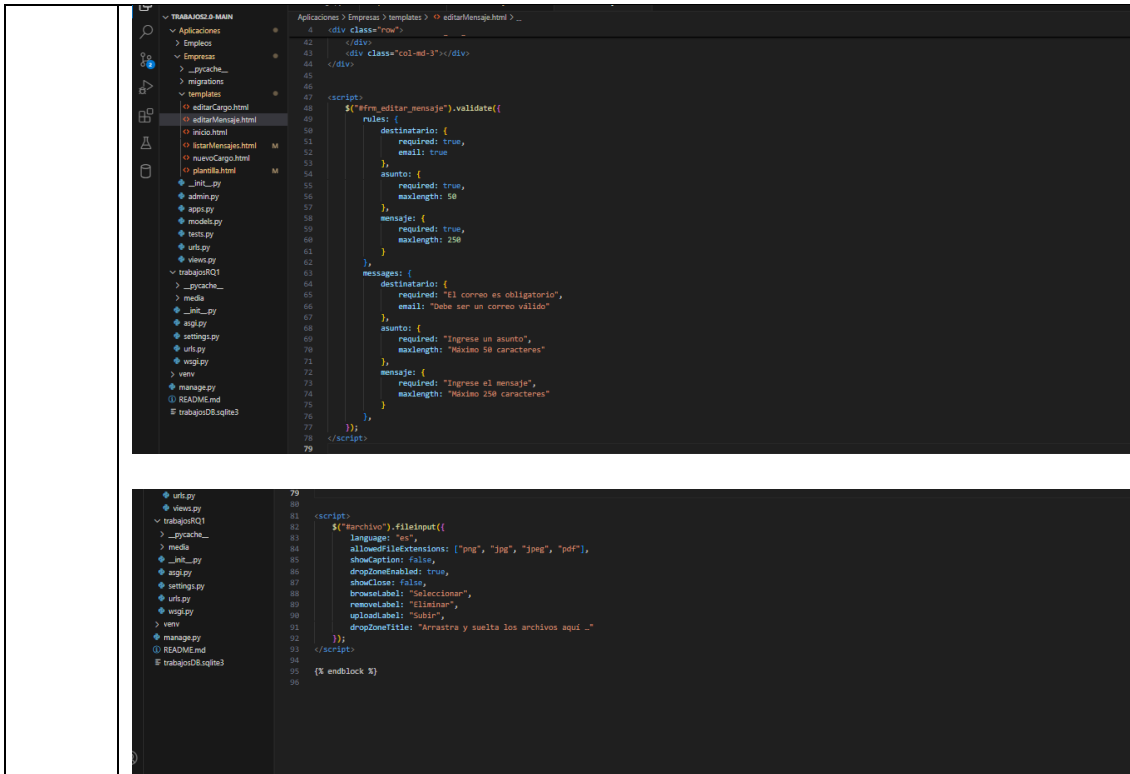 TRABAJOS2.0-MAIN
Aplicaciones
Empleos
Empresas
__pycache__
migrations
templates
editarCargo.html
editarMensaje.html
inicio.html
listarMensajes.html M
nuevoCargo.html
plantilla.html M
__init__.py
admin.py
apps.py
models.py
tests.py
urls.py
views.py
trabajosRQ1
__pycache__
media
__init__.py
asgi.py
settings.py
urls.py
wsgi.py
venv
manage.py
README.md
trabajosDB.sqlite3
2
Aplicaciones > Empresas > templates > editarMensaje.html > ...
4 <div class="row">
42 </div>
43 <div class="col-md-3"></div>
44 </div>
45
46
47 <script>
48 $("#frm_editar_mensaje").validate({
49 rules: {
50 destinatario: {
51 required: true,
52 email: true
53 },
54 asunto: {
55 required: true,
56 maxlength: 50
57 },
58 mensaje: {
59 required: true,
60 maxlength: 250
61 }
62 },
63 messages: {
64 destinatario: {
65 required: "El correo es obligatorio",
66 email: "Debe ser un correo válido"
67 },
68 asunto: {
69 required: "Ingrese un asunto",
70 maxlength: "Máximo 50 caracteres"
71 },
72 mensaje: {
73 required: "Ingrese el mensaje",
74 maxlength: "Máximo 250 caracteres"
75 }
76 },
77 });
78 </script>
79
urls.py
views.py
trabajosRQ1
__pycache__
media
__init__.py
asgi.py
settings.py
urls.py
wsgi.py
venv
manage.py
README.md
trabajosDB.sqlite3
79
80
81 <script>
82 $("#archivo").fileinput({
83 language: "es",
84 allowedFileExtensions: ["png", "jpg", "jpeg", "pdf"],
85 showCaption: false,
86 dropZoneEnabled: true,
87 showClose: false,
88 browseLabel: "Seleccionar",
89 removeLabel: "Eliminar",
90 uploadLabel: "Subir",
91 dropZoneTitle: "Arrastra y suelta los archivos aquí …"
92 });
93 </script>
94
95 {% endblock %}
96